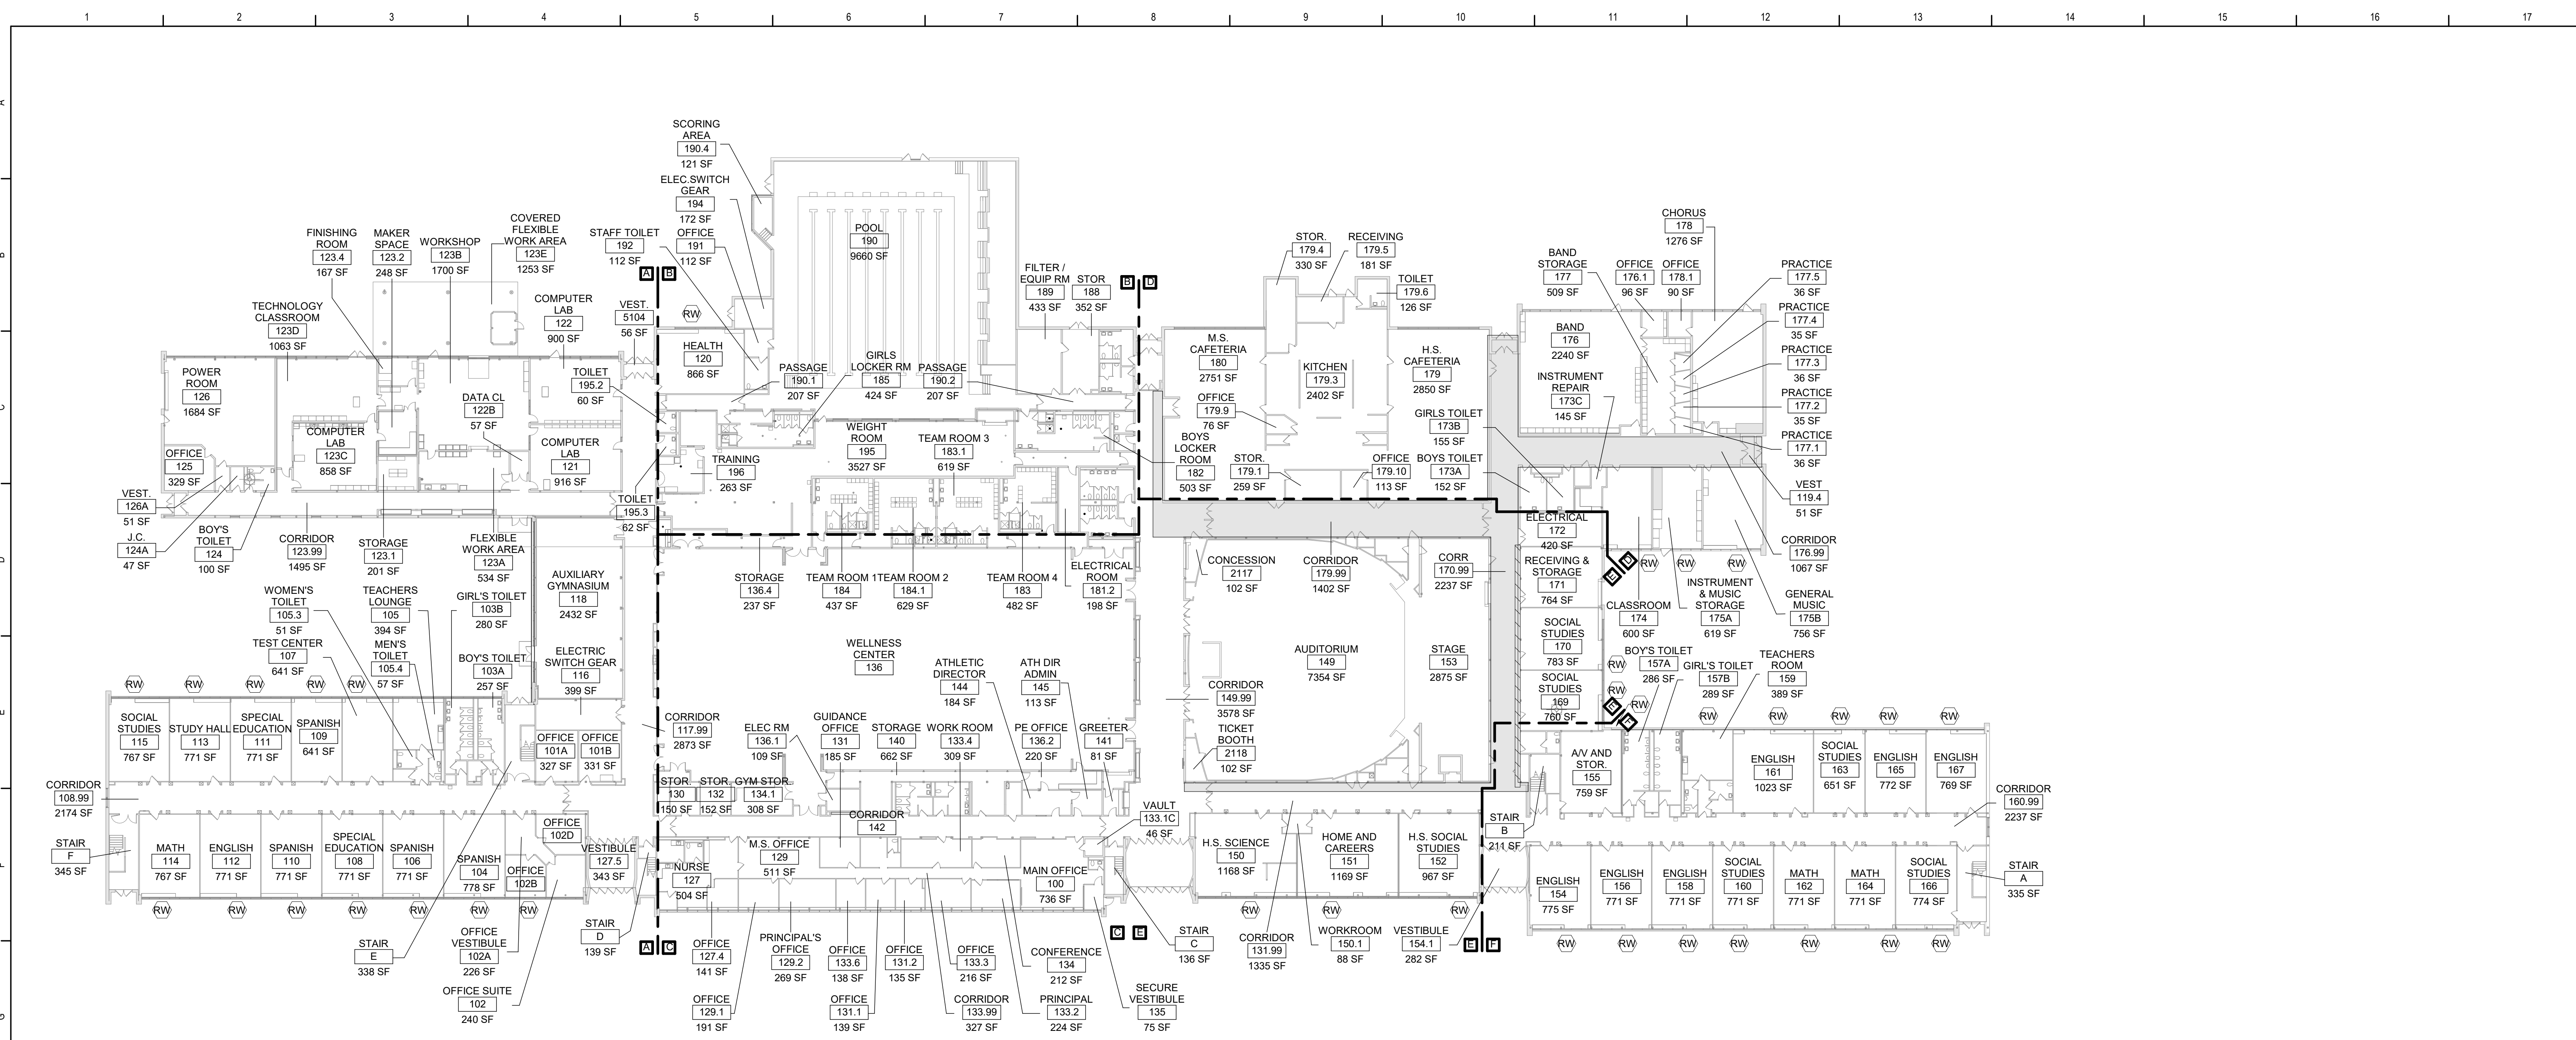 1 2 3 4 5 6 7 8 9 10 11 12 13 14 15 16 17
A
B
C
D
E
F
G
SCORING
AREA
190.4
121 SF
ELEC.SWITCH
GEAR
194
172 SF
STAFF TOILET
192
112 SF
OFFICE
191
112 SF
POOL
190
9660 SF
FINISHING
ROOM
123.4
167 SF
MAKER
SPACE
123.2
248 SF
WORKSHOP
123B
1700 SF
COVERED
FLEXIBLE
WORK AREA
123E
1253 SF
TECHNOLOGY
CLASSROOM
123D
1063 SF
COMPUTER
LAB
122
900 SF
VEST.
5104
56 SF
A B
RW
FILTER /
EQUIP RM
189
433 SF
STOR
188
352 SF
B D
STOR.
179.4
330 SF
RECEIVING
179.5
181 SF
TOILET
179.6
126 SF
CHORUS
178
1276 SF
BAND
STORAGE
177
509 SF
OFFICE
176.1
96 SF
OFFICE
178.1
90 SF
PRACTICE
177.5
36 SF
PRACTICE
177.4
35 SF
PRACTICE
177.3
36 SF
PRACTICE
177.2
35 SF
PRACTICE
177.1
36 SF
POWER
ROOM
126
1684 SF
HEALTH
120
866 SF
TOILET
195.2
60 SF
PASSAGE
190.1
207 SF
GIRLS
LOCKER RM
185
424 SF
PASSAGE
190.2
207 SF
M.S.
CAFETERIA
180
2751 SF
KITCHEN
179.3
2402 SF
H.S.
CAFETERIA
179
2850 SF
BAND
176
2240 SF
INSTRUMENT
REPAIR
173C
145 SF
DATA CL
122B
57 SF
COMPUTER
LAB
123C
858 SF
COMPUTER
LAB
121
916 SF
OFFICE
125
329 SF
WEIGHT
ROOM
195
3527 SF
TEAM ROOM 3
183.1
619 SF
TRAINING
196
263 SF
OFFICE
179.9
76 SF
BOYS
LOCKER
ROOM
182
503 SF
STOR.
179.1
259 SF
OFFICE
179.10
113 SF
GIRLS TOILET
173B
155 SF
BOYS TOILET
173A
152 SF
VEST
119.4
51 SF
VEST.
126A
51 SF
J.C.
124A
47 SF
BOY'S
TOILET
124
100 SF
CORRIDOR
123.99
1495 SF
STORAGE
123.1
201 SF
FLEXIBLE
WORK AREA
123A
534 SF
TOILET
195.3
62 SF
AUXILIARY
GYMNASIUM
118
2432 SF
STORAGE
136.4
237 SF
TEAM ROOM 1
184
437 SF
TEAM ROOM 2
184.1
629 SF
TEAM ROOM 4
183
482 SF
ELECTRICAL
ROOM
181.2
198 SF
CONCESSION
2117
102 SF
CORRIDOR
179.99
1402 SF
CORR
170.99
2237 SF
ELECTRICAL
172
420 SF
RECEIVING &
STORAGE
171
764 SF
D
E
RW RW RW
CORRIDOR
176.99
1067 SF
CLASSROOM
174
600 SF
INSTRUMENT
& MUSIC
STORAGE
175A
619 SF
GENERAL
MUSIC
175B
756 SF
WOMEN'S
TOILET
105.3
51 SF
TEACHERS
LOUNGE
105
394 SF
GIRL'S TOILET
103B
280 SF
TEST CENTER
107
641 SF
MEN'S
TOILET
105.4
57 SF
BOY'S TOILET
103A
257 SF
ELECTRIC
SWITCH GEAR
116
399 SF
WELLNESS
CENTER
136
ATHLETIC
DIRECTOR
144
184 SF
ATH DIR
ADMIN
145
113 SF
AUDITORIUM
149
7354 SF
STAGE
153
2875 SF
SOCIAL
STUDIES
170
783 SF
SOCIAL
STUDIES
169
760 SF
RW
RW
RW
E
F
BOY'S TOILET
157A
286 SF
GIRL'S TOILET
157B
289 SF
TEACHERS
ROOM
159
389 SF
RW RW RW RW RW
SOCIAL
STUDIES
115
767 SF
STUDY HALL
113
771 SF
SPECIAL
EDUCATION
111
771 SF
SPANISH
109
641 SF
OFFICE
101A
327 SF
OFFICE
101B
331 SF
CORRIDOR
117.99
2873 SF
ELEC RM
136.1
109 SF
GUIDANCE
OFFICE
131
185 SF
STORAGE
140
662 SF
WORK ROOM
133.4
309 SF
PE OFFICE
136.2
220 SF
GREETER
141
81 SF
CORRIDOR
149.99
3578 SF
TICKET
BOOTH
2118
102 SF
A/V AND
STOR.
155
759 SF
RW RW RW RW
ENGLISH
161
1023 SF
SOCIAL
STUDIES
163
651 SF
ENGLISH
165
772 SF
ENGLISH
167
769 SF
CORRIDOR
108.99
2174 SF
STOR
130
150 SF
STOR.
132
152 SF
GYM STOR.
134.1
308 SF
CORRIDOR
142
VAULT
133.1C
46 SF
STAIR
B
211 SF
CORRIDOR
160.99
2237 SF
STAIR
F
345 SF
MATH
114
767 SF
ENGLISH
112
771 SF
SPANISH
110
771 SF
SPECIAL
EDUCATION
108
771 SF
SPANISH
106
771 SF
SPANISH
104
778 SF
OFFICE
102D
OFFICE
102B
VESTIBULE
127.5
343 SF
NURSE
127
504 SF
M.S. OFFICE
129
511 SF
MAIN OFFICE
100
736 SF
H.S. SCIENCE
150
1168 SF
HOME AND
CAREERS
151
1169 SF
H.S. SOCIAL
STUDIES
152
967 SF
ENGLISH
154
775 SF
ENGLISH
156
771 SF
ENGLISH
158
771 SF
SOCIAL
STUDIES
160
771 SF
MATH
162
771 SF
MATH
164
771 SF
SOCIAL
STUDIES
166
774 SF
STAIR
A
335 SF
RW RW RW RW RW RW
RW RW RW
STAIR
E
338 SF
OFFICE
VESTIBULE
102A
226 SF
OFFICE SUITE
102
240 SF
STAIR
D
139 SF
A C
OFFICE
127.4
141 SF
PRINCIPAL'S
OFFICE
129.2
269 SF
OFFICE
133.6
138 SF
OFFICE
131.2
135 SF
OFFICE
133.3
216 SF
CONFERENCE
134
212 SF
C E
STAIR
C
136 SF
CORRIDOR
131.99
1335 SF
WORKROOM
150.1
88 SF
VESTIBULE
154.1
282 SF
E F
RW RW RW RW RW RW RW
OFFICE
129.1
191 SF
OFFICE
131.1
139 SF
CORRIDOR
133.99
327 SF
PRINCIPAL
133.2
224 SF
SECURE
VESTIBULE
135
75 SF